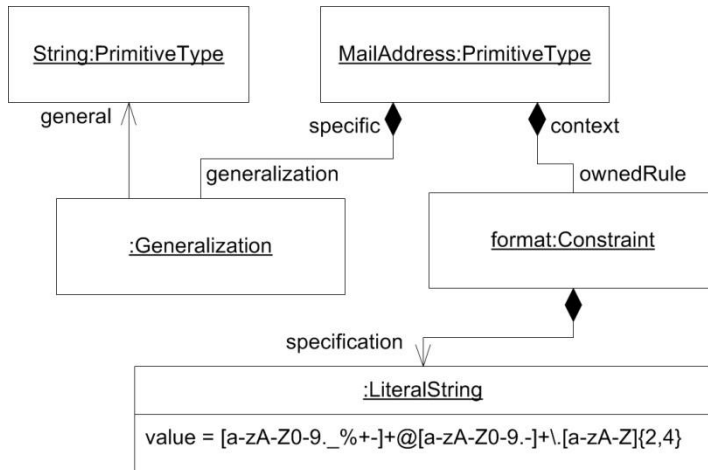 String:PrimitiveType
MailAddress:PrimitiveType
general
specific
context
generalization
ownedRule
:Generalization
format:Constraint
specification
:LiteralString
value = [a-zA-Z0-9._%+-]+@[a-zA-Z0-9.-]+\.[a-zA-Z]{2,4}